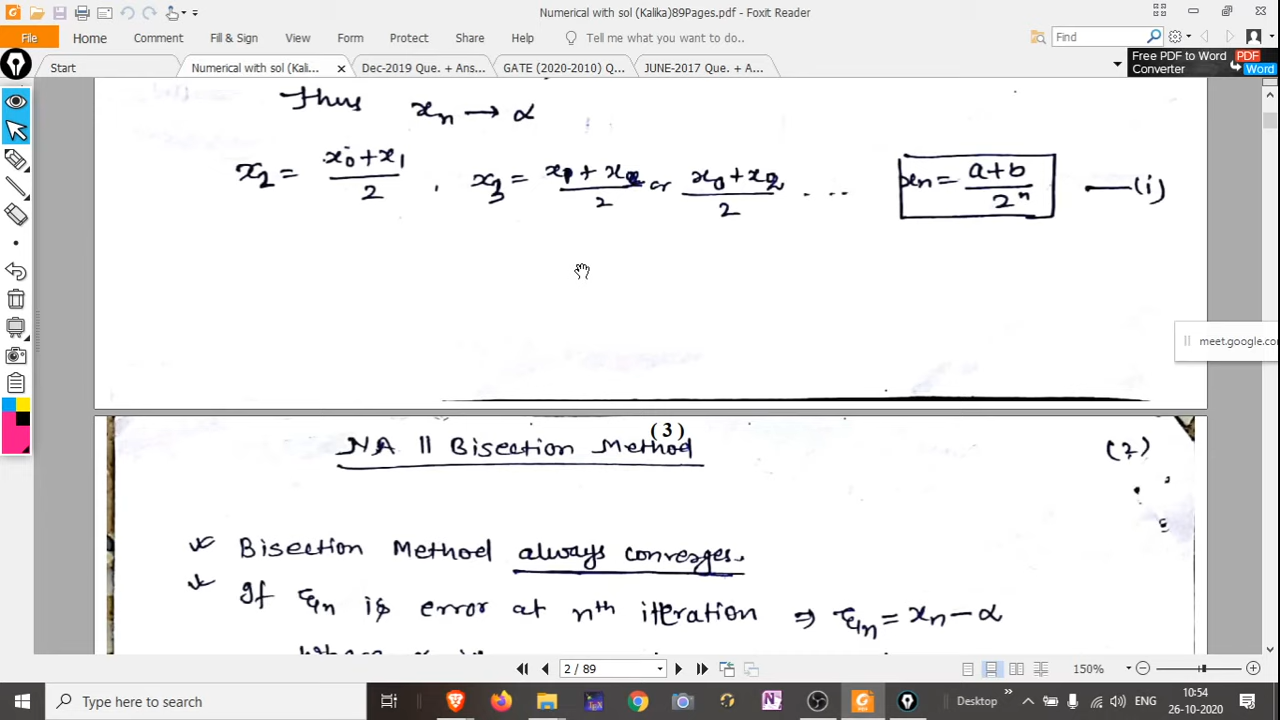 Numerical with sol (Kalika)89Pages.pdf - Foxit Reader
File Home Comment Fill & Sign View Form Protect Share Help Tell me what you want to do.. Find
Start Numerical with sol (Kali... Dec-2019 Que. + Ans... GATE (2020-2010) Q... JUNE-2017 Que. + A...
Free PDF to Word Converter PDF Word
Thus xₙ → α
x₂ = (x₀ + x₁)/2 , x₃ = (x₁ + x₂)/2 or (x₀ + x₂)/2 . ... xₙ = (a+b)/2ⁿ —(i)
meet.google.co
(3)
NA || Bisection Method (2)
Bisection Method always converges.
If ϵₙ is error at nᵗʰ iteration ⇒ ϵₙ = xₙ − α
2 / 89 150%
Type here to search Desktop » ENG 10:54
26-10-2020